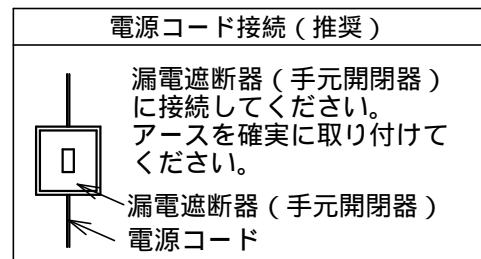 電源コード接続（推奨）
漏電遮断器（手元開閉器）
に接続してください。
アースを確実に取り付けて
ください。
漏電遮断器（手元開閉器）
電源コード